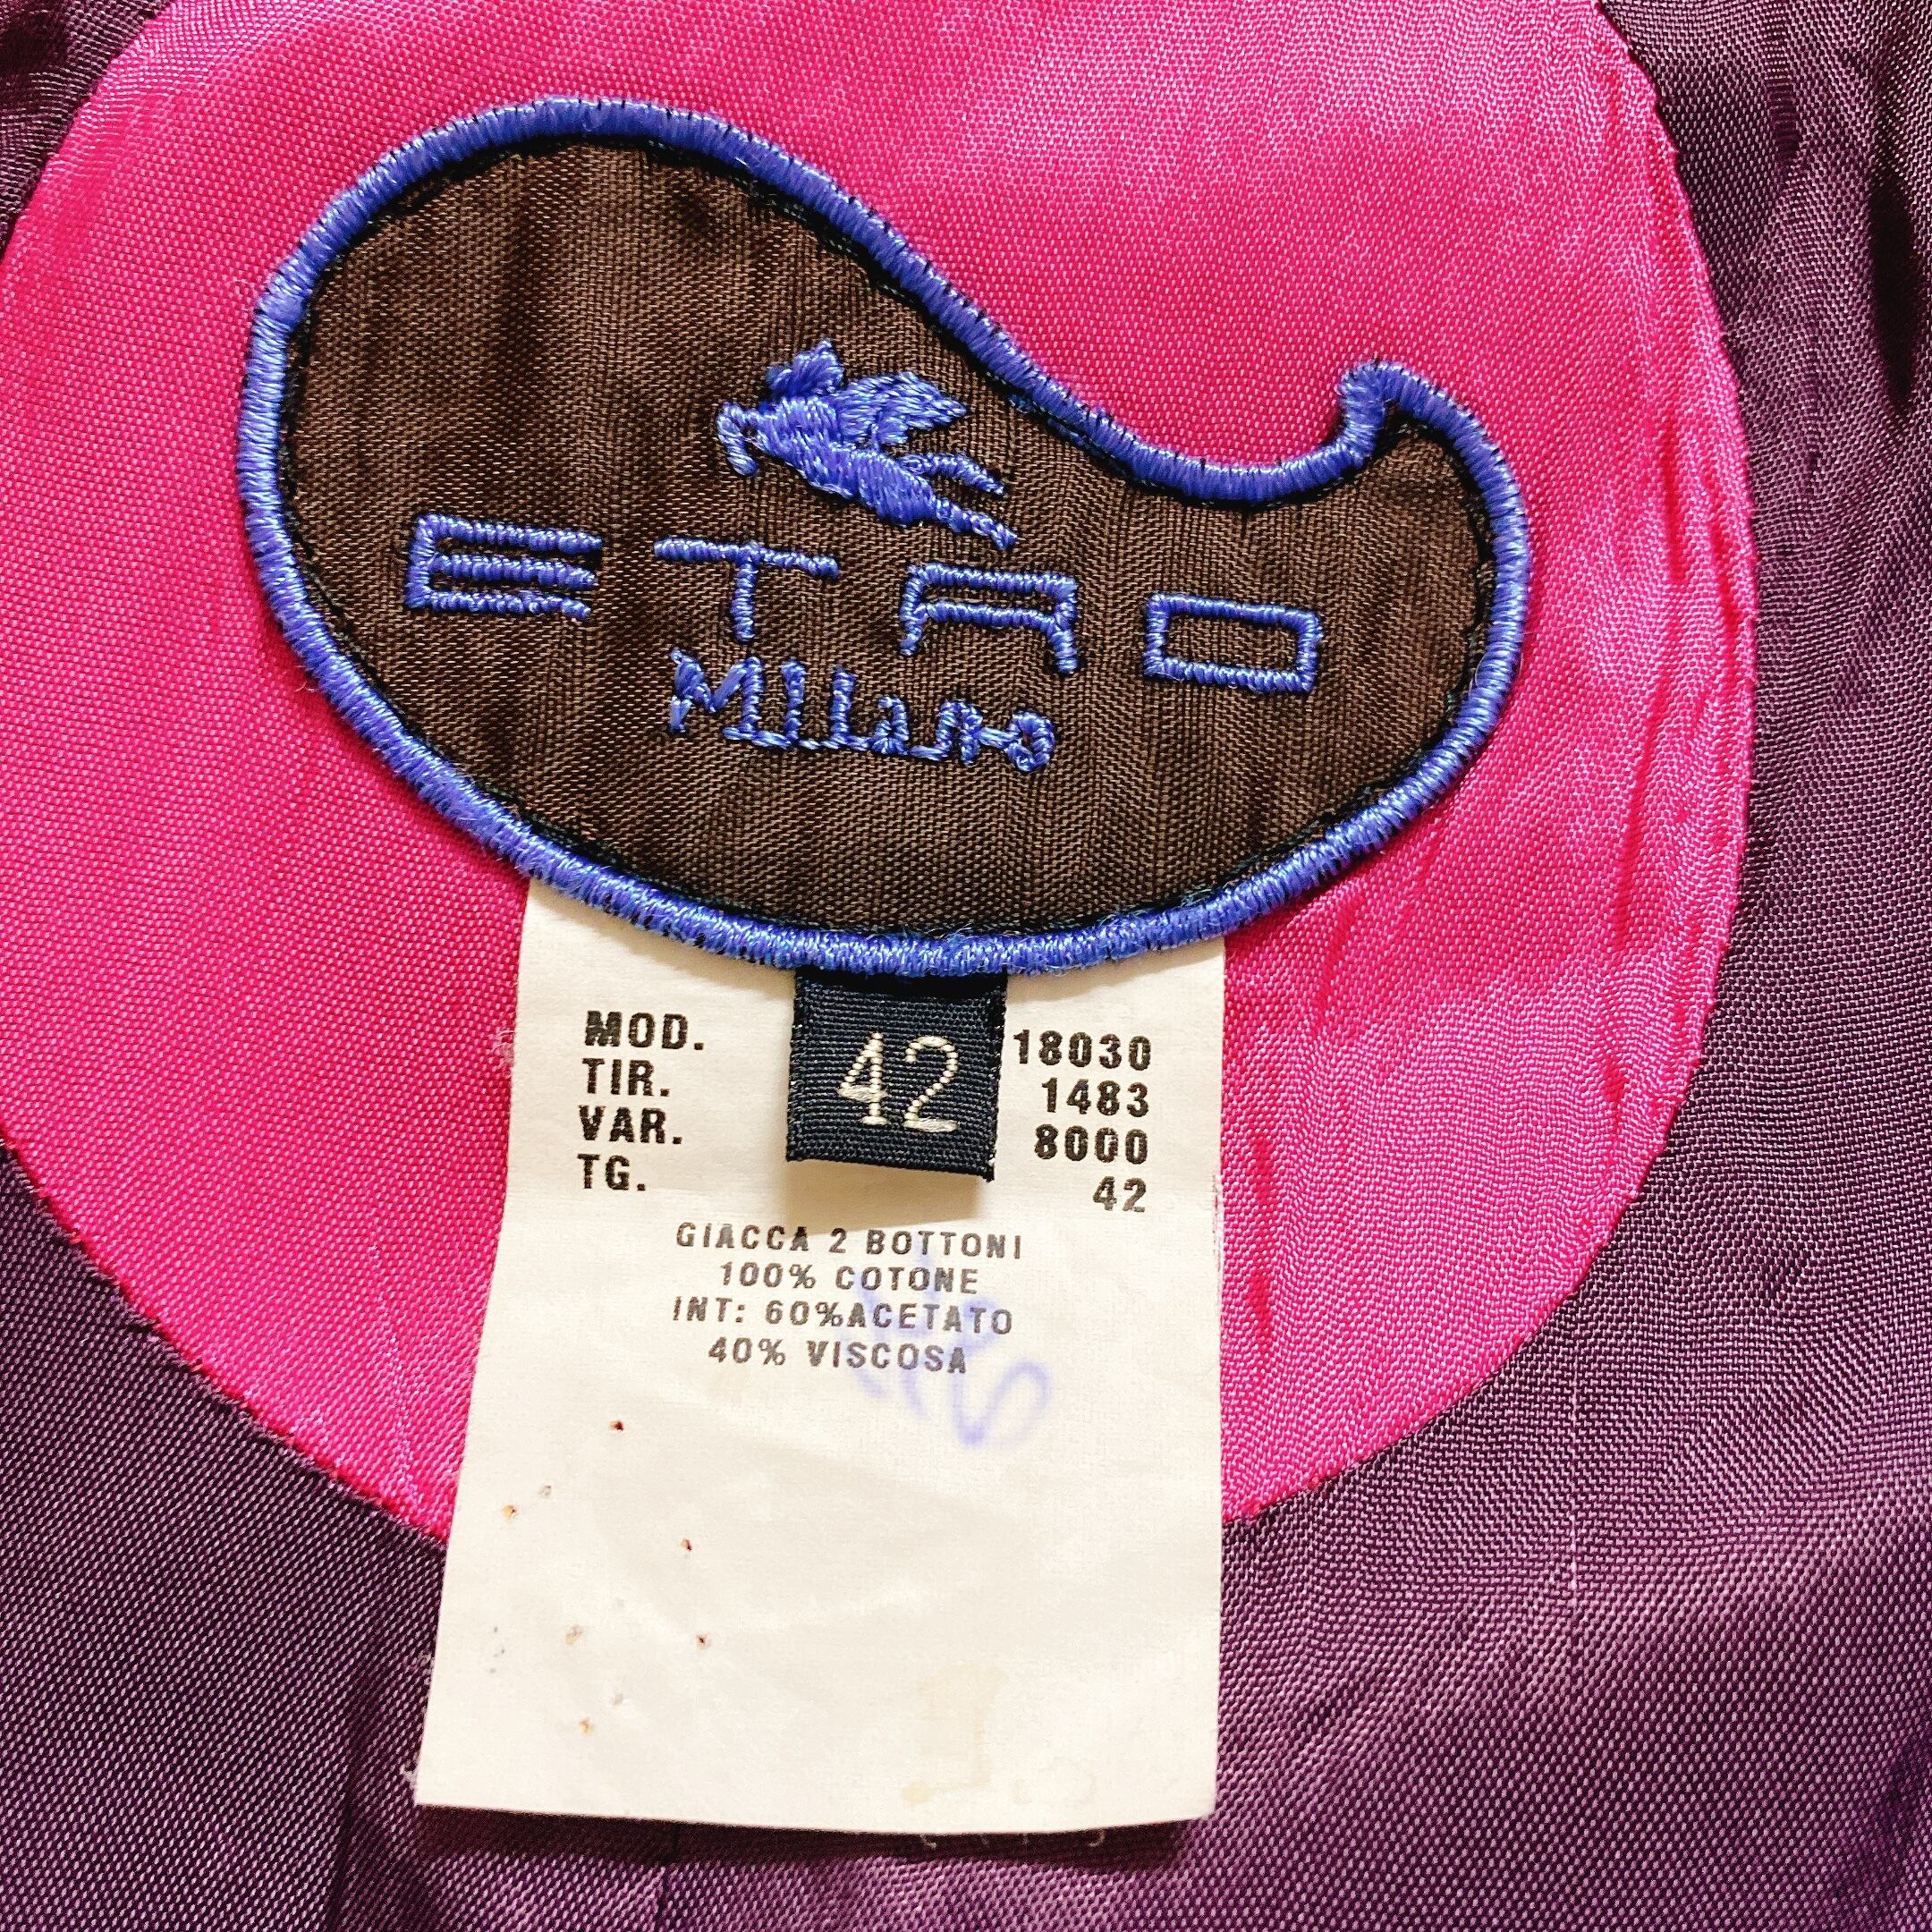 ETRO
Milano
42
MOD. 18030
TIR. 1483
VAR. 8000
TG. 42
GIACCA 2 BOTTONI
100% COTONE
INT: 60%ACETATO
40% VISCOSA